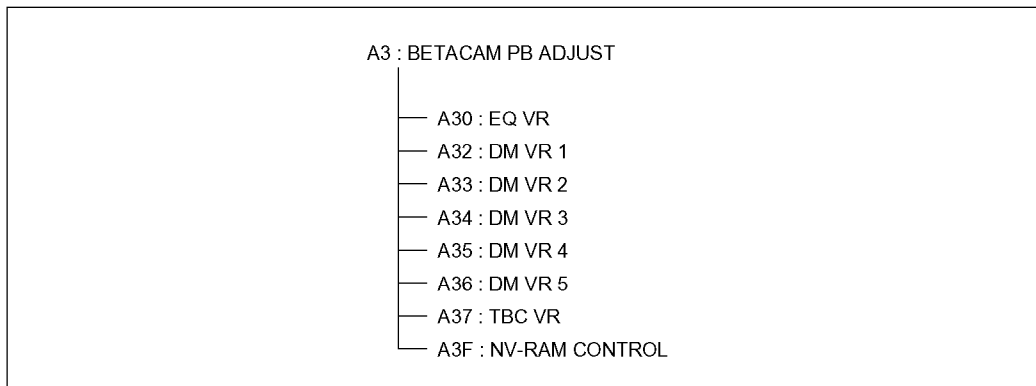 A3 : BETACAM PB ADJUST
A30 : EQ VR
A32 : DM VR 1
A33 : DM VR 2
A34 : DM VR 3
A35 : DM VR 4
A36 : DM VR 5
A37 : TBC VR
A3F : NV-RAM CONTROL